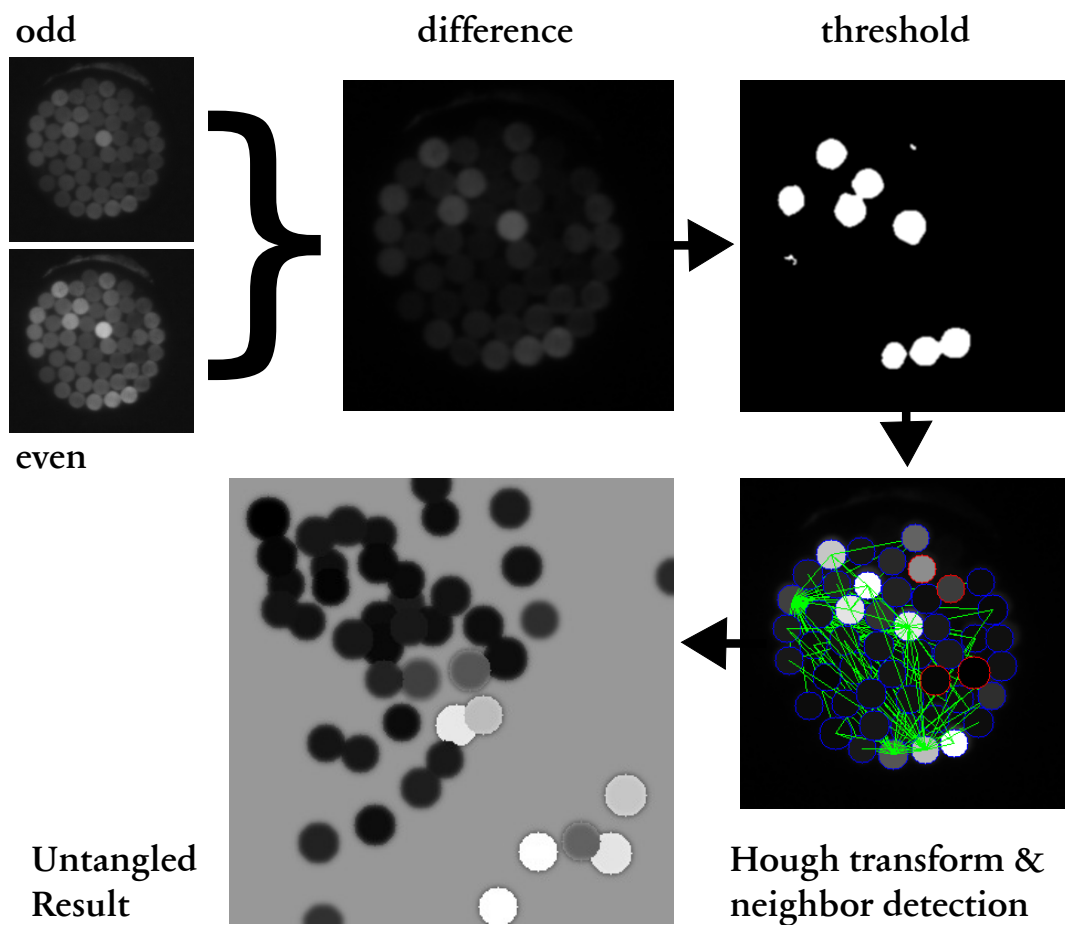 odd
difference
threshold
even
Untangled
Result
Hough transform &
neighbor detection